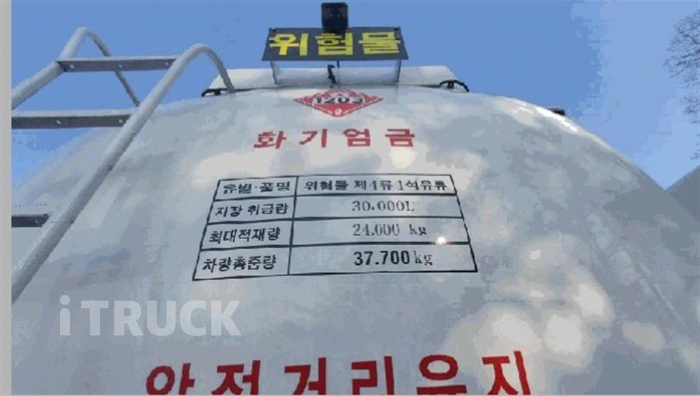 위험물
1203
화기엄금
유별·품명 위험물 제4류 1석유류
저장 취급량 30.000L
최대적재량 24.000 kg
차량총중량 37.700 kg
iTRUCK
안전거리유지